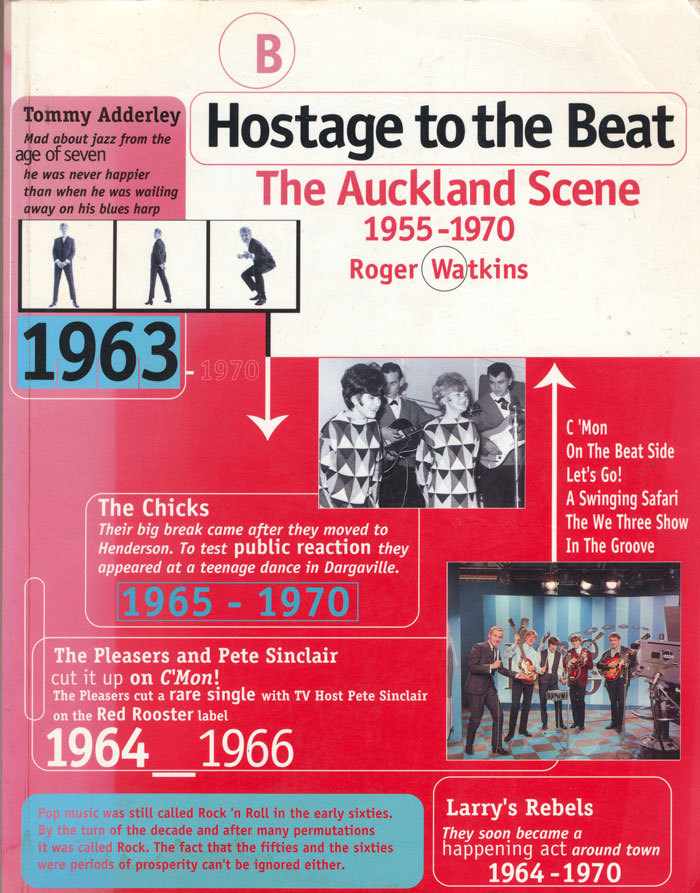 B
Hostage to the Beat
The Auckland Scene
1955-1970
Roger Watkins
Tommy Adderley
Mad about jazz from the
age of seven
he was never happier
than when he was wailing
away on his blues harp
1963
-1970
C 'Mon
On The Beat Side
Let's Go!
A Swinging Safari
The We Three Show
In The Groove
The Chicks
Their big break came after they moved to
Henderson. To test public reaction they
appeared at a teenage dance in Dargaville.
1965 - 1970
The Pleasers and Pete Sinclair
cut it up on C'Mon!
The Pleasers cut a rare single with TV Host Pete Sinclair
on the Red Rooster label
1964_1966
Pop music was still called Rock 'n Roll in the early sixties.
By the turn of the decade and after many permutations
it was called Rock. The fact that the fifties and the sixties
were periods of prosperity can't be ignored either.
Larry's Rebels
They soon became a
happening act around town
1964-1970